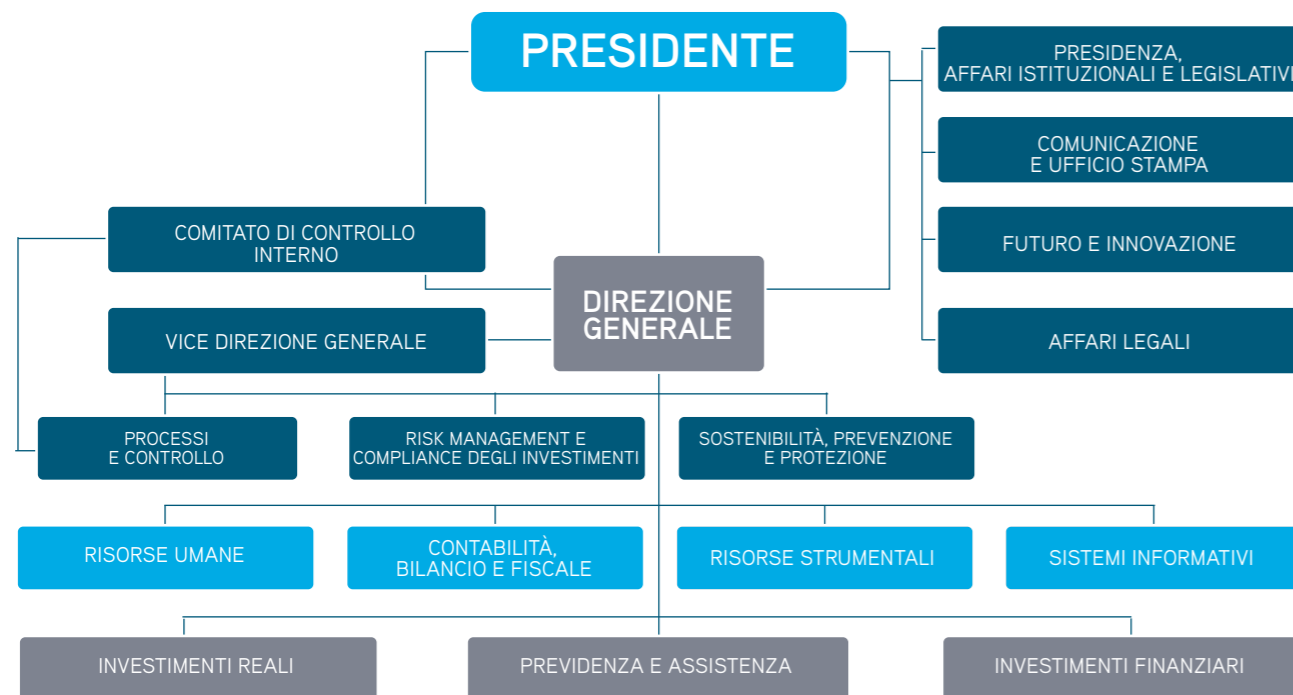 PRESIDENTE
PRESIDENZA,
AFFARI ISTITUZIONALI E LEGISLATIVI
COMUNICAZIONE
E UFFICIO STAMPA
COMITATO DI CONTROLLO
INTERNO
FUTURO E INNOVAZIONE
DIREZIONE
GENERALE
VICE DIREZIONE GENERALE
AFFARI LEGALI
PROCESSI
E CONTROLLO
RISK MANAGEMENT E
COMPLIANCE DEGLI INVESTIMENTI
SOSTENIBILITÀ, PREVENZIONE
E PROTEZIONE
RISORSE UMANE
CONTABILITÀ,
BILANCIO E FISCALE
RISORSE STRUMENTALI
SISTEMI INFORMATIVI
INVESTIMENTI REALI
PREVIDENZA E ASSISTENZA
INVESTIMENTI FINANZIARI